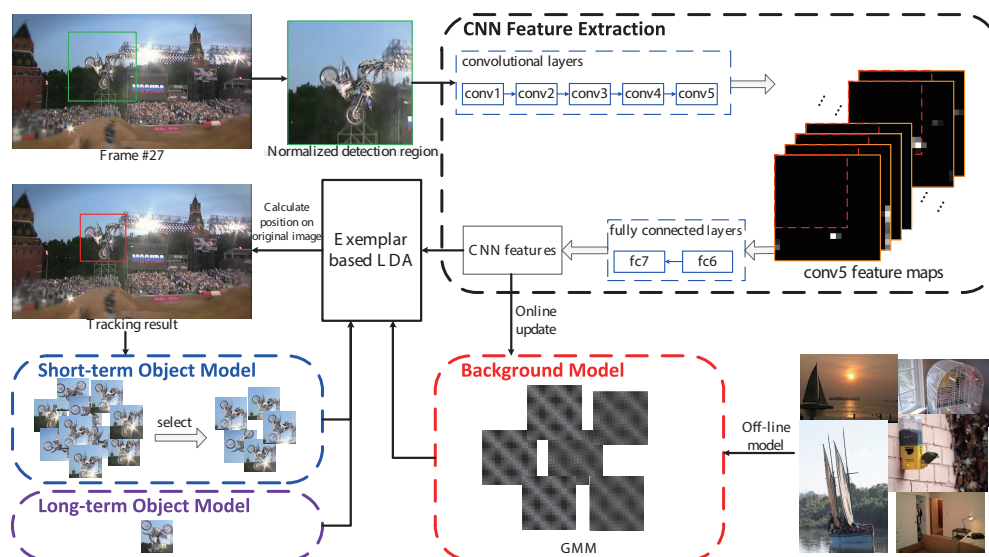 CNN Feature Extraction
convolutional layers
conv1
conv2
conv3
conv4
conv5
Frame #27
Normalized detection region
Calculate
position on
original image
Exemplar
based LDA
CNN features
fully connected layers
fc7
fc6
conv5 feature maps
Tracking result
Online
update
Short-term Object Model
select
Background Model
Off-line
model
Long-term Object Model
GMM